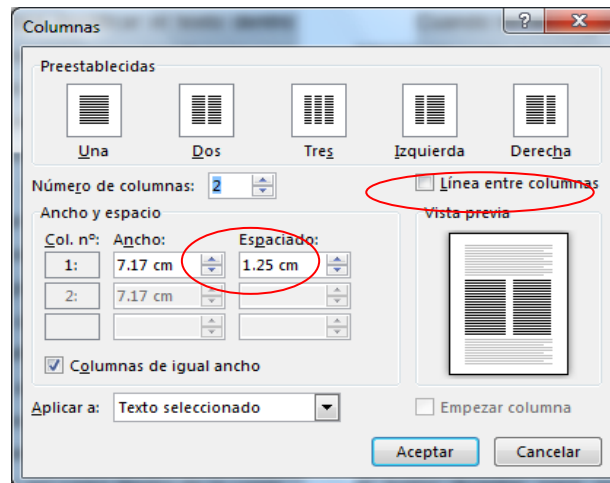 Columnas
?
Preestablecidas
Una Dos Tres Izquierda Derecha
Número de columnas: 2 Línea entre columnas
Ancho y espacio Vista previa
Col. nº: Ancho: Espaciado:
1: 7.17 cm 1.25 cm
2: 7.17 cm
Columnas de igual ancho
Aplicar a: Texto seleccionado Empezar columna
Aceptar Cancelar